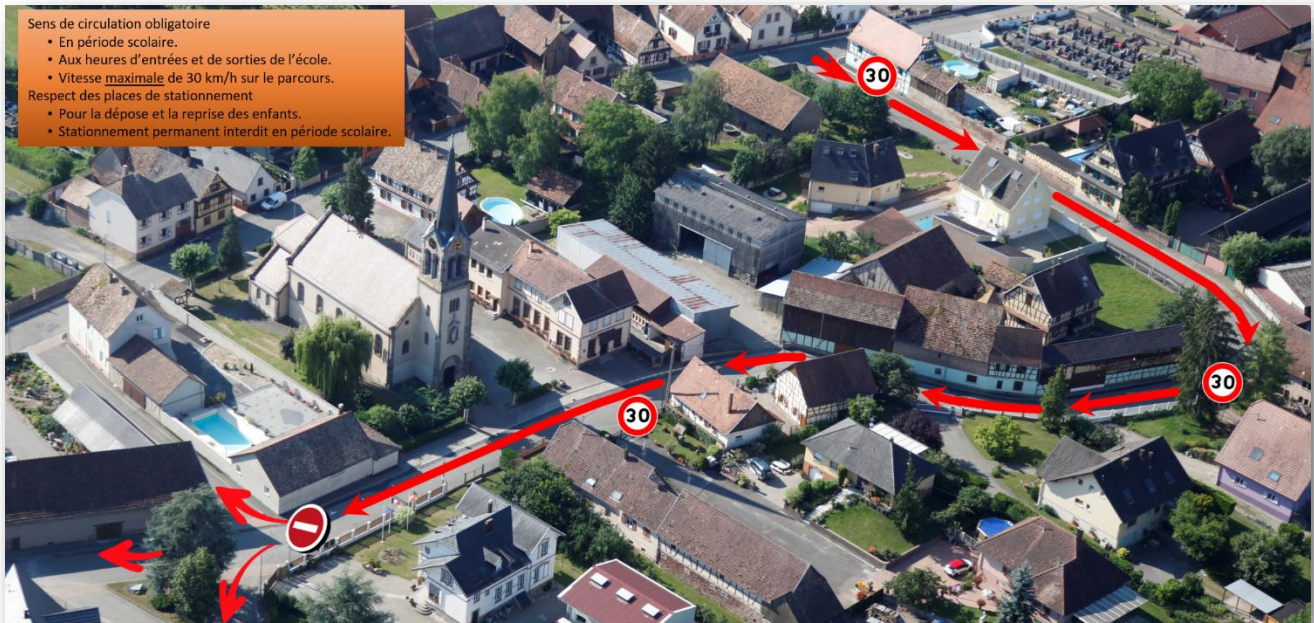 Sens de circulation obligatoire
• En période scolaire.
• Aux heures d'entrées et de sorties de l'école.
• Vitesse maximale de 30 km/h sur le parcours.
Respect des places de stationnement
• Pour la dépose et la reprise des enfants.
• Stationnement permanent interdit en période scolaire.
30
30
30